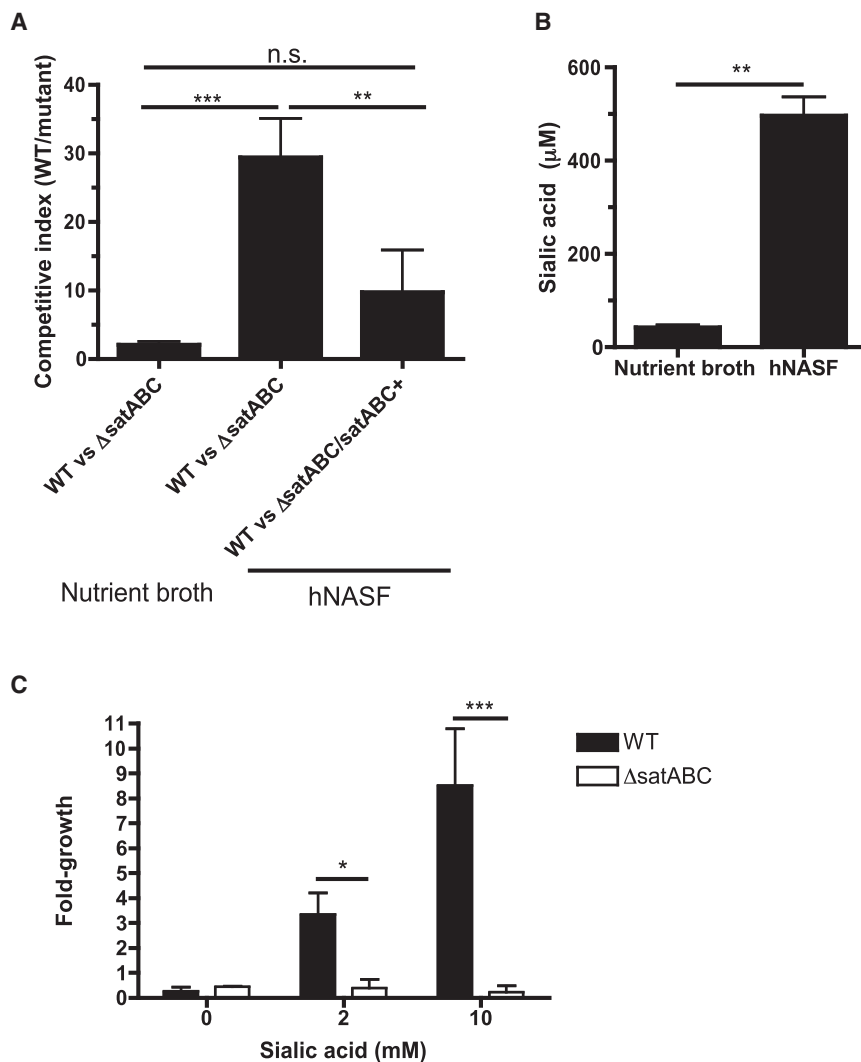 A
n.s.
Competitive index (WT/mutant)
40
30
20
10
0
***
**
WT vs ΔsatABC
WT vs ΔsatABC
WT vs ΔsatABC/satABC+
Nutrient broth
hNASF
B
**
Sialic acid (μM)
600
400
200
0
Nutrient broth
hNASF
C
Fold-growth
11
10
9
8
7
6
5
4
3
2
1
0
*
***
WT
ΔsatABC
0
2
10
Sialic acid (mM)